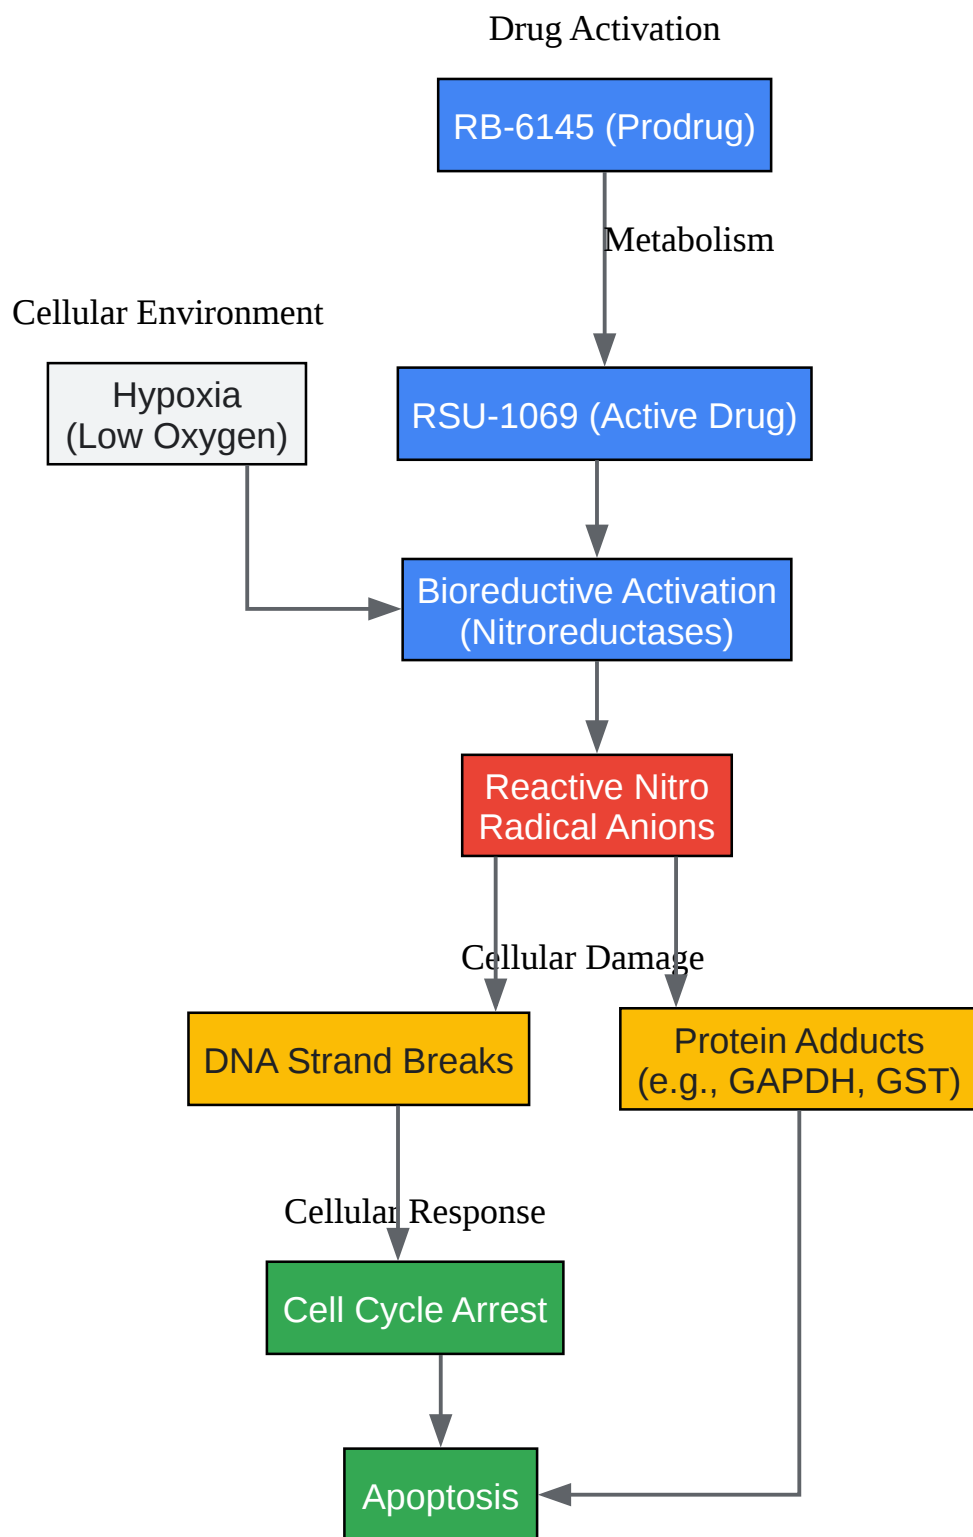 Drug Activation
RB-6145 (Prodrug)
Metabolism
Cellular Environment
Hypoxia
(Low Oxygen)
RSU-1069 (Active Drug)
Bioreductive Activation
(Nitroreductases)
Reactive Nitro
Radical Anions
Cellular Damage
DNA Strand Breaks
Protein Adducts
(e.g., GAPDH, GST)
Cellular Response
Cell Cycle Arrest
Apoptosis